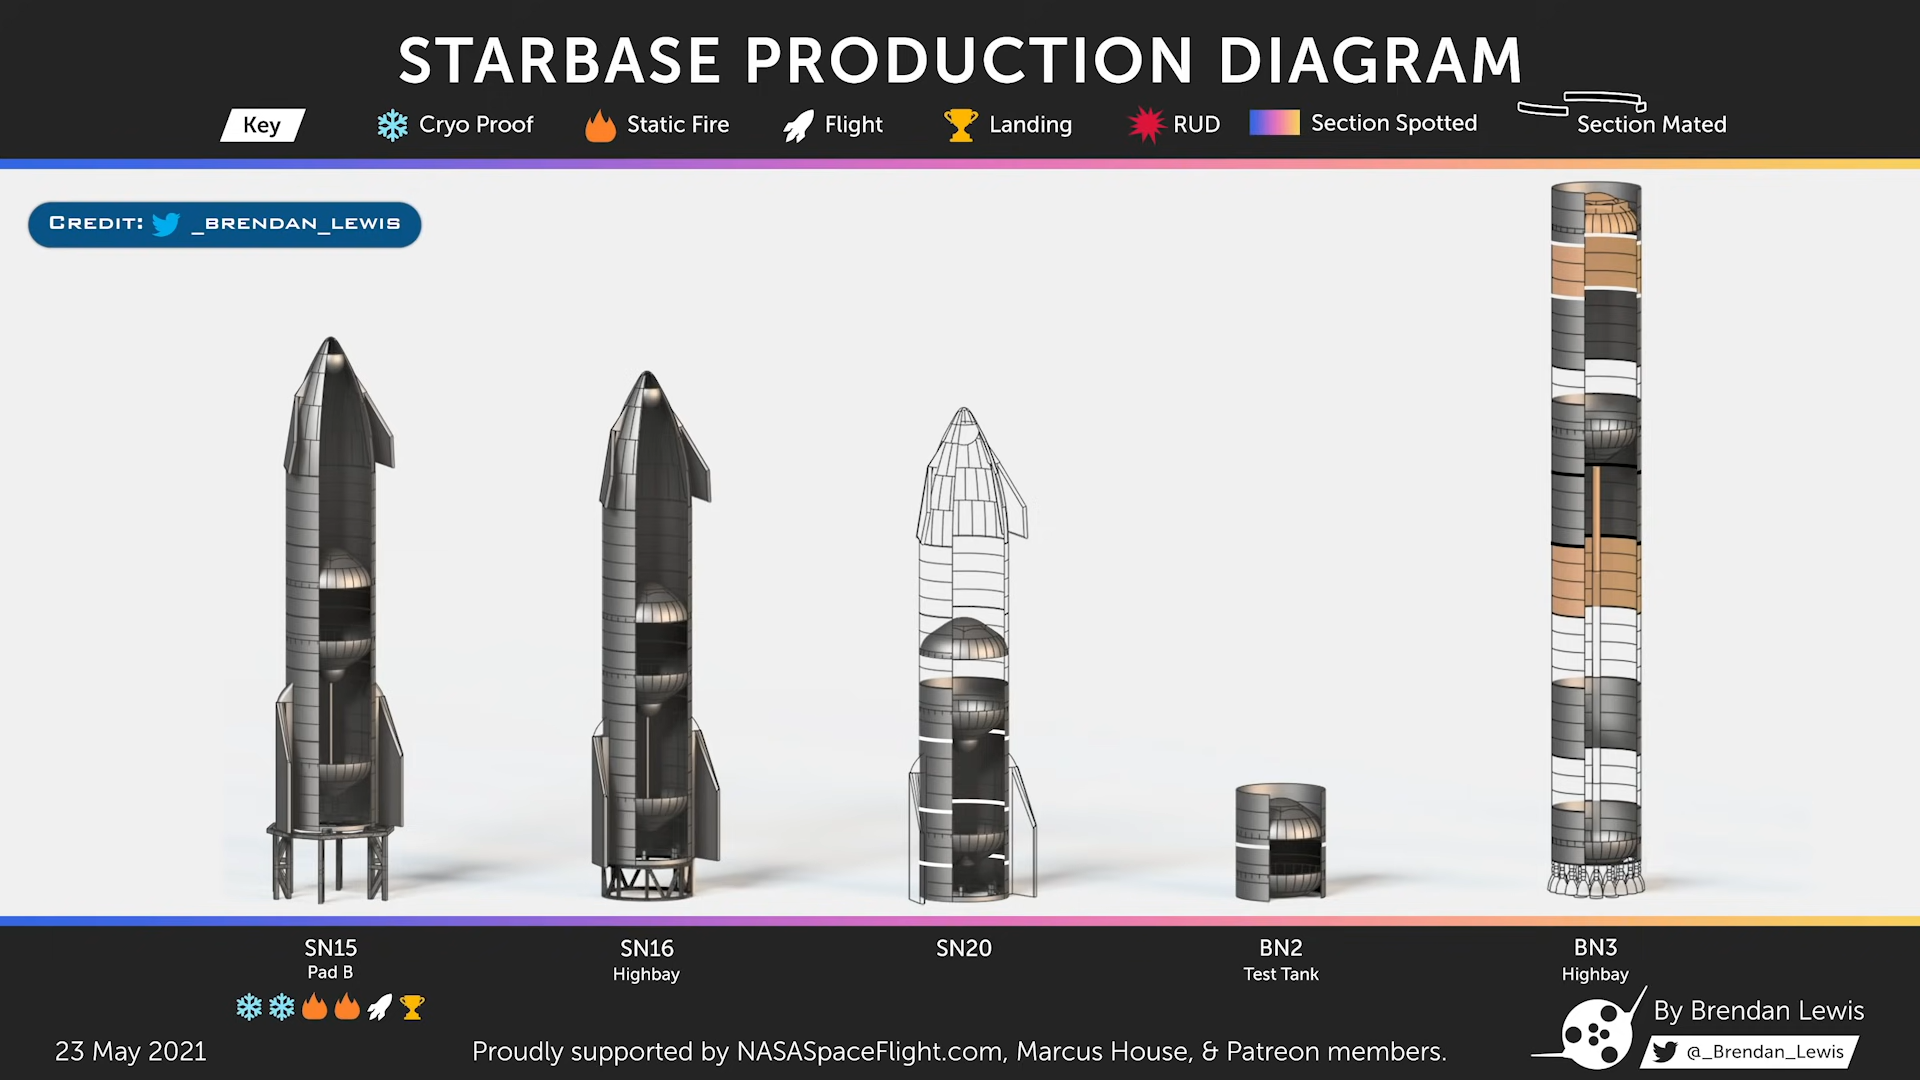 STARBASE PRODUCTION DIAGRAM
Key Cryo Proof Static Fire Flight Landing RUD Section Spotted Section Mated
CREDIT: _BRENDAN_LEWIS
SN15 SN16 SN20 BN2 BN3
Pad B Highbay Test Tank Highbay
By Brendan Lewis
23 May 2021 Proudly supported by NASASpaceFlight.com, Marcus House, & Patreon members. @_Brendan_Lewis